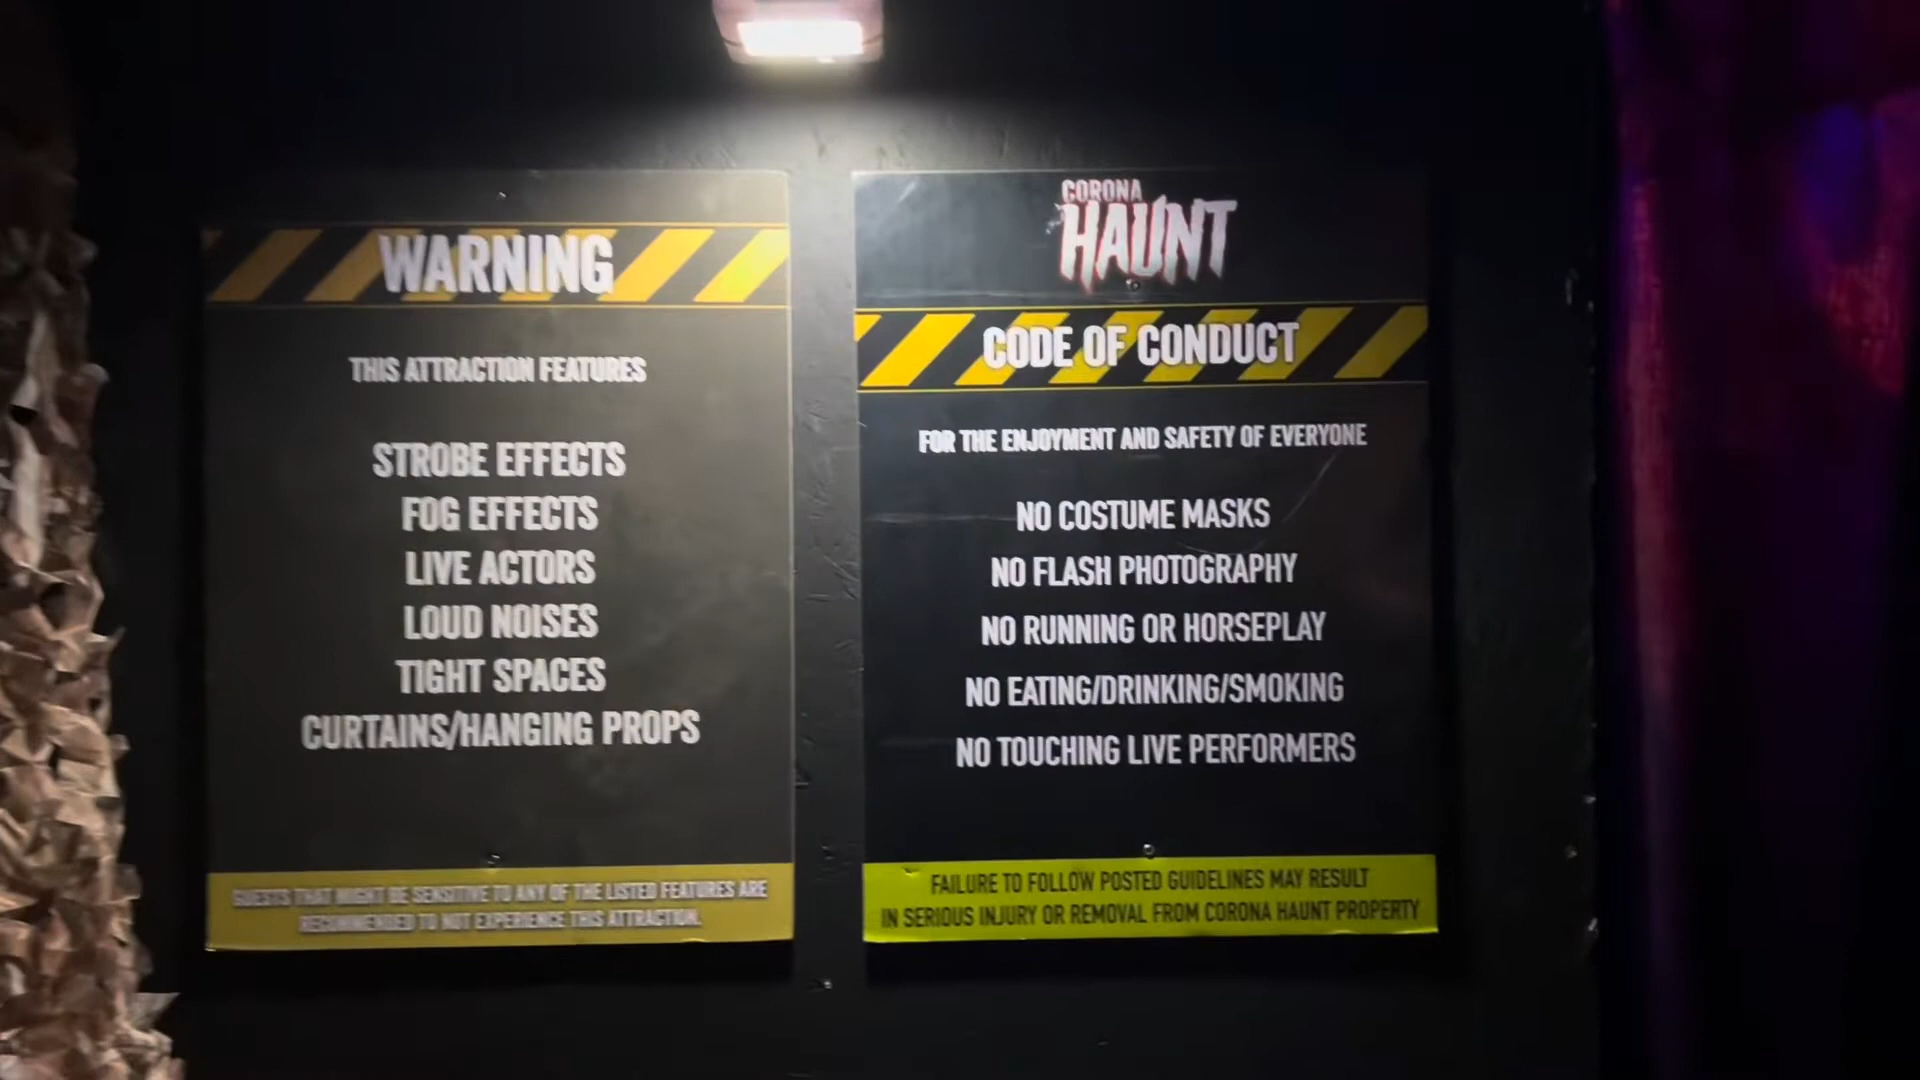 WARNING
THIS ATTRACTION FEATURES
STROBE EFFECTS
FOG EFFECTS
LIVE ACTORS
LOUD NOISES
TIGHT SPACES
CURTAINS/HANGING PROPS
GUESTS THAT MIGHT BE SENSITIVE TO ANY OF THE LISTED FEATURES ARE
RECOMMENDED TO NOT EXPERIENCE THIS ATTRACTION.
CORONA
HAUNT
CODE OF CONDUCT
FOR THE ENJOYMENT AND SAFETY OF EVERYONE
NO COSTUME MASKS
NO FLASH PHOTOGRAPHY
NO RUNNING OR HORSEPLAY
NO EATING/DRINKING/SMOKING
NO TOUCHING LIVE PERFORMERS
FAILURE TO FOLLOW POSTED GUIDELINES MAY RESULT
IN SERIOUS INJURY OR REMOVAL FROM CORONA HAUNT PROPERTY